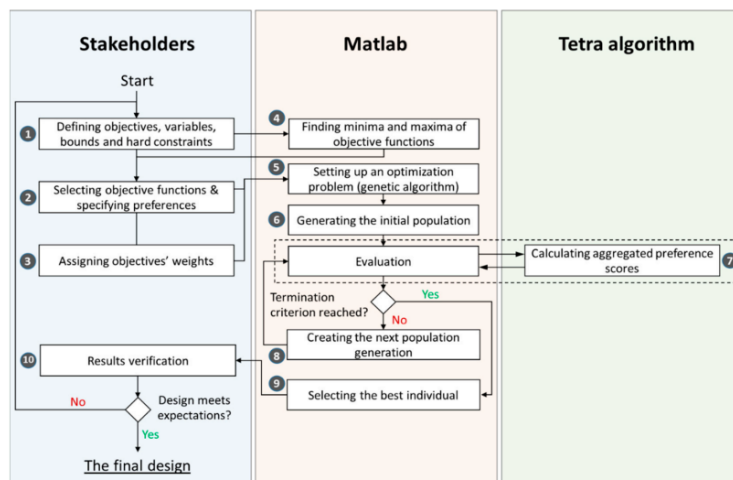 Stakeholders
Matlab
Tetra algorithm
Start
1
Defining objectives, variables,
bounds and hard constraints
4
Finding minima and maxima of
objective functions
2
Selecting objective functions &
specifying preferences
5
Setting up an optimization
problem (genetic algorithm)
6
Generating the initial population
3
Assigning objectives' weights
Evaluation
Calculating aggregated preference
scores
7
Termination
criterion reached?
Yes
No
8
Creating the next population
generation
10
Results verification
9
Selecting the best individual
No
Design meets
expectations?
Yes
The final design